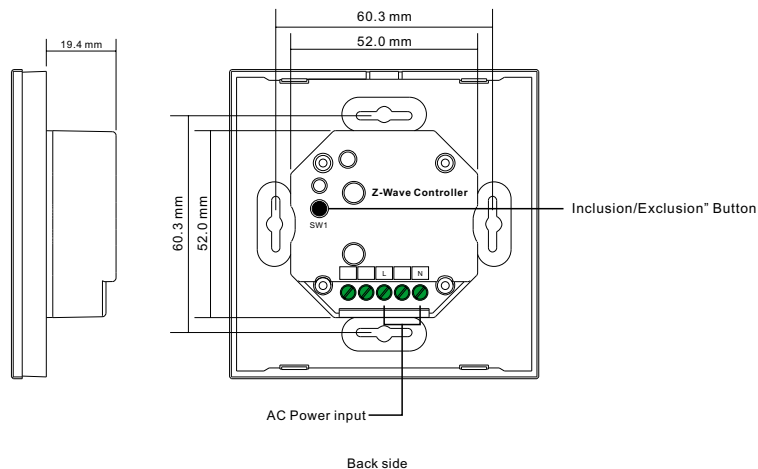 60.3 mm
19.4 mm
52.0 mm
60.3 mm
52.0 mm
Z-Wave Controller
SW1
Inclusion/Exclusion” Button
L N
AC Power input
Back side